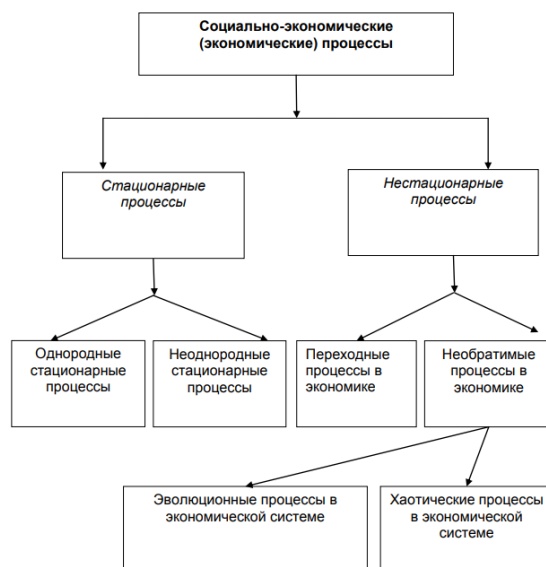 Социально-экономические
(экономические) процессы
Стационарные
процессы
Нестационарные
процессы
Однородные
стационарные
процессы
Неоднородные
стационарные
процессы
Переходные
процессы в
экономике
Необратимые
процессы в
экономике
Эволюционные процессы в
экономической системе
Хаотические процессы
в экономической
системе